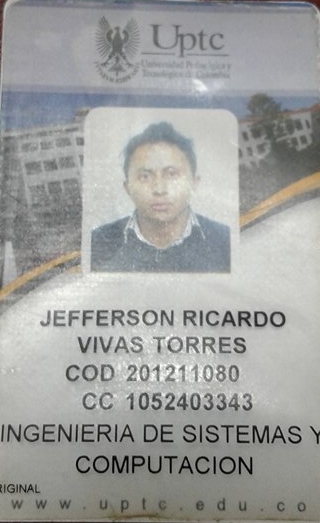 Uptc
Universidad Pedagógica y
Tecnológica de Colombia
JEFFERSON RICARDO
VIVAS TORRES
COD 201211080
CC 1052403343
INGENIERIA DE SISTEMAS Y
COMPUTACION
RIGINAL
www.uptc.edu.co